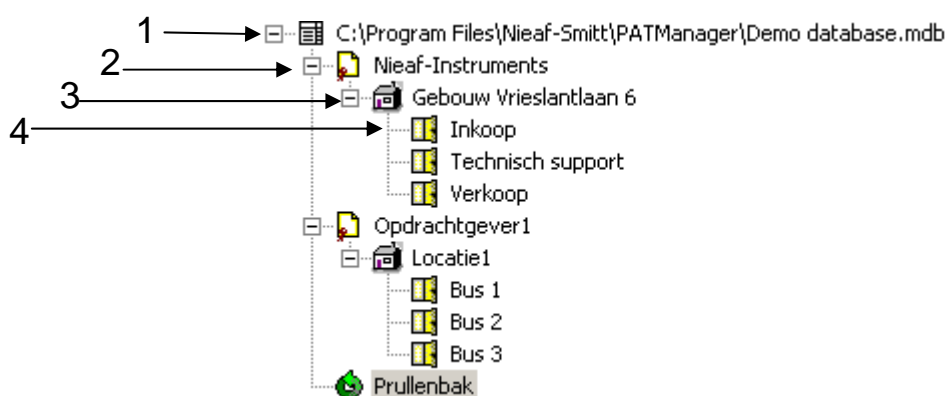 1 C:\Program Files\Nieaf-Smitt\PATManager\Demo database.mdb
2 Nieaf-Instruments
3 Gebouw Vrieslantlaan 6
4 Inkoop
Technisch support
Verkoop
Opdrachtgever1
Locatie1
Bus 1
Bus 2
Bus 3
Prullenbak